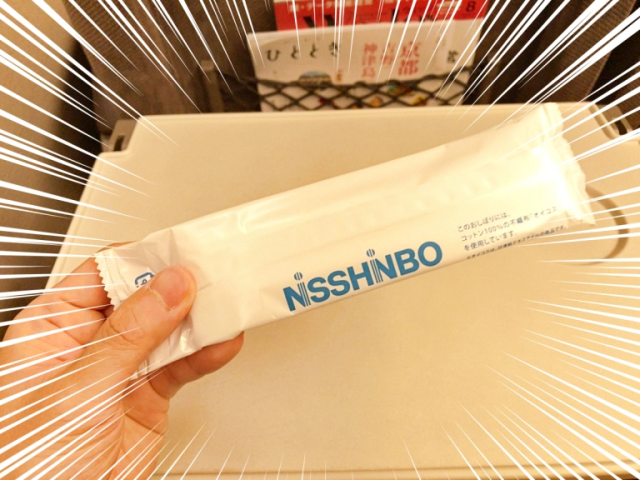 8
ひととき
京都
神津島
NISSHINBO
このおしぼりには、
コットン100%の不織布「オイコス」
を使用しています。